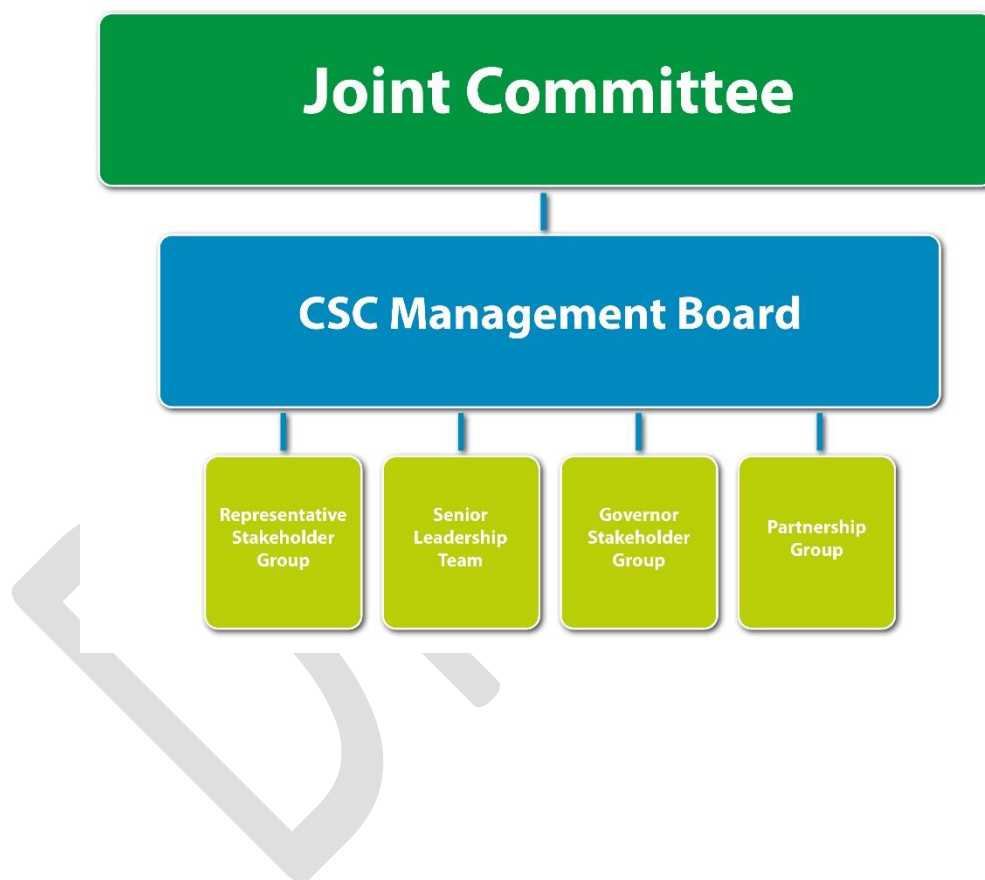 Joint Committee
CSC Management Board
Representative
Stakeholder
Group
Senior
Leadership
Team
Governor
Stakeholder
Group
Partnership
Group